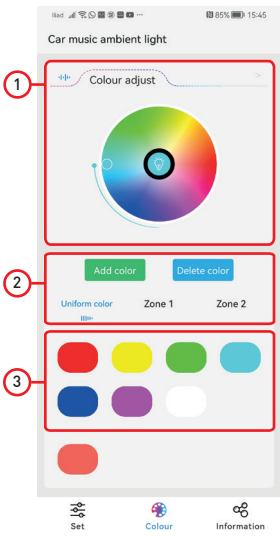 Iliad 85% 15:45
Car music ambient light
1
Colour adjust >
2
Add color Delete color
Uniform color Zone 1 Zone 2
3
Set Colour Information